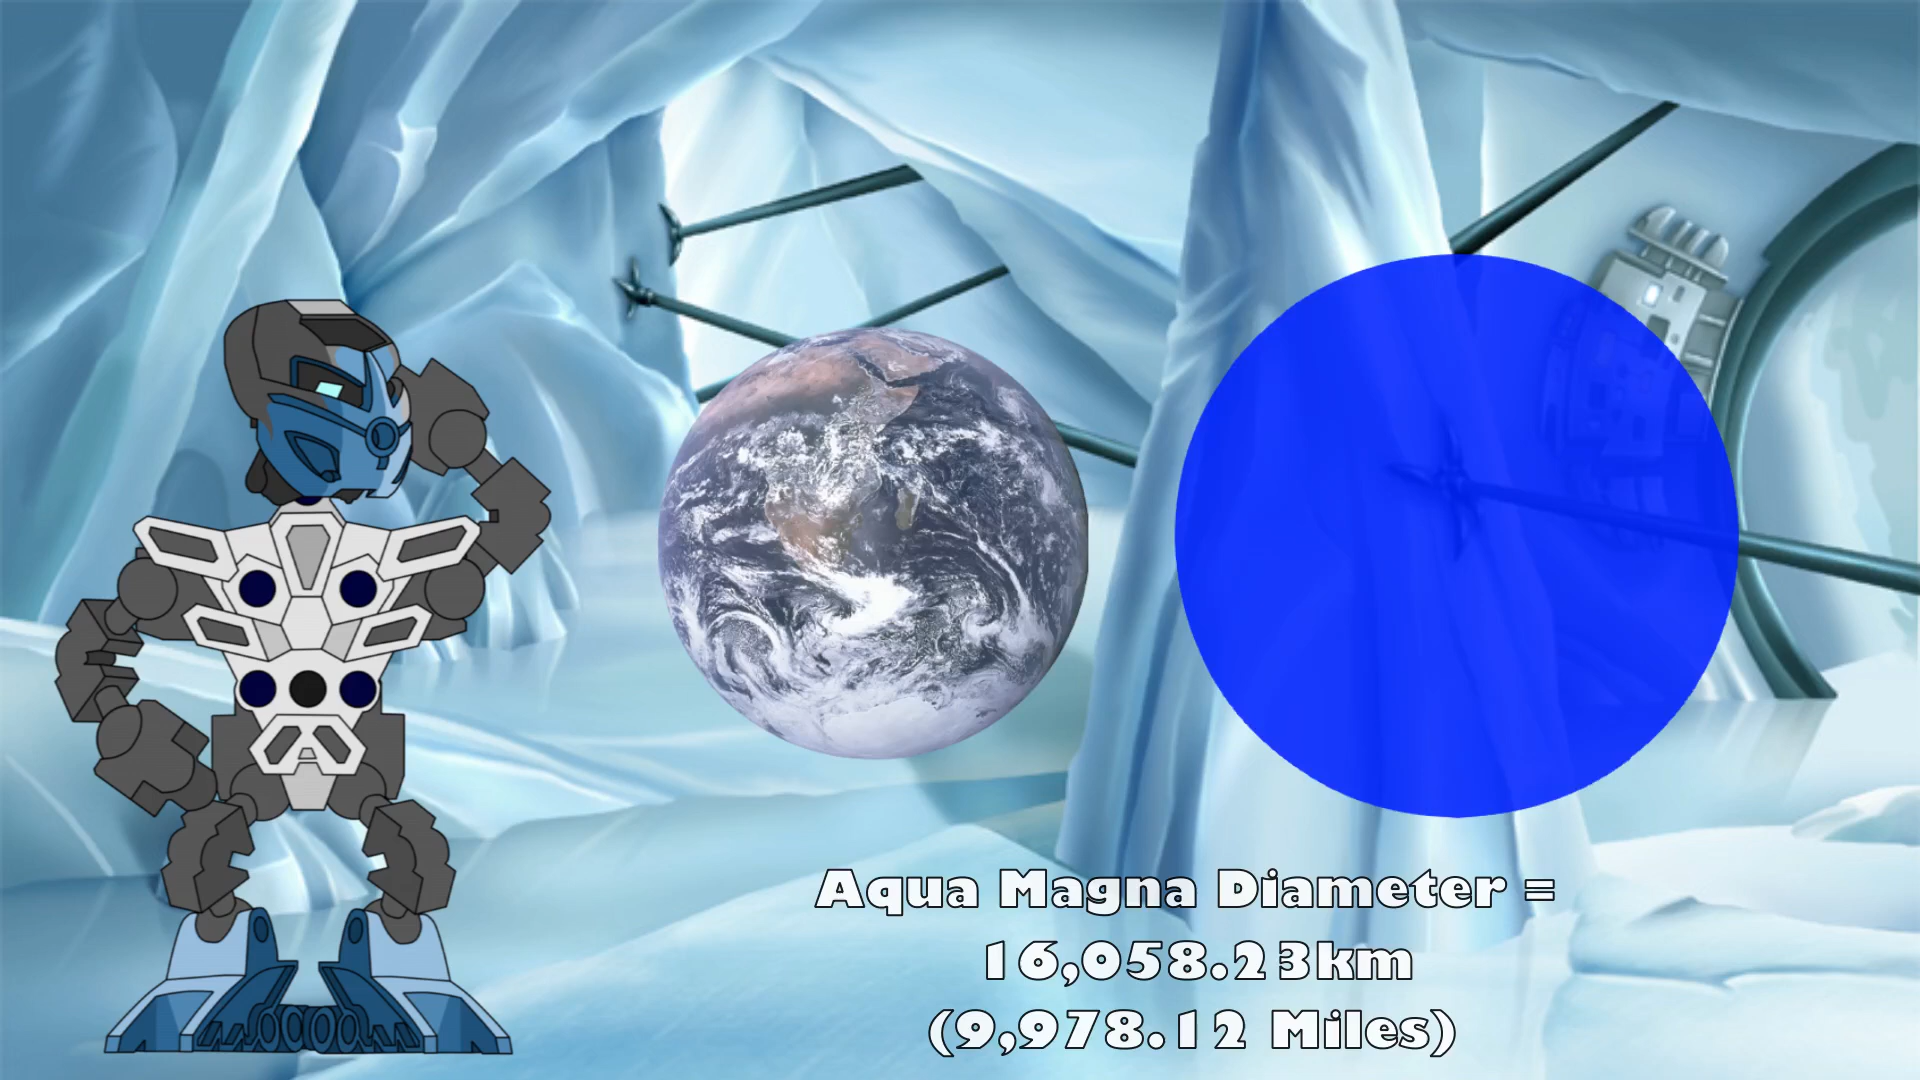 Aqua Magna Diameter =
16,058.23km
(9,978.12 Miles)